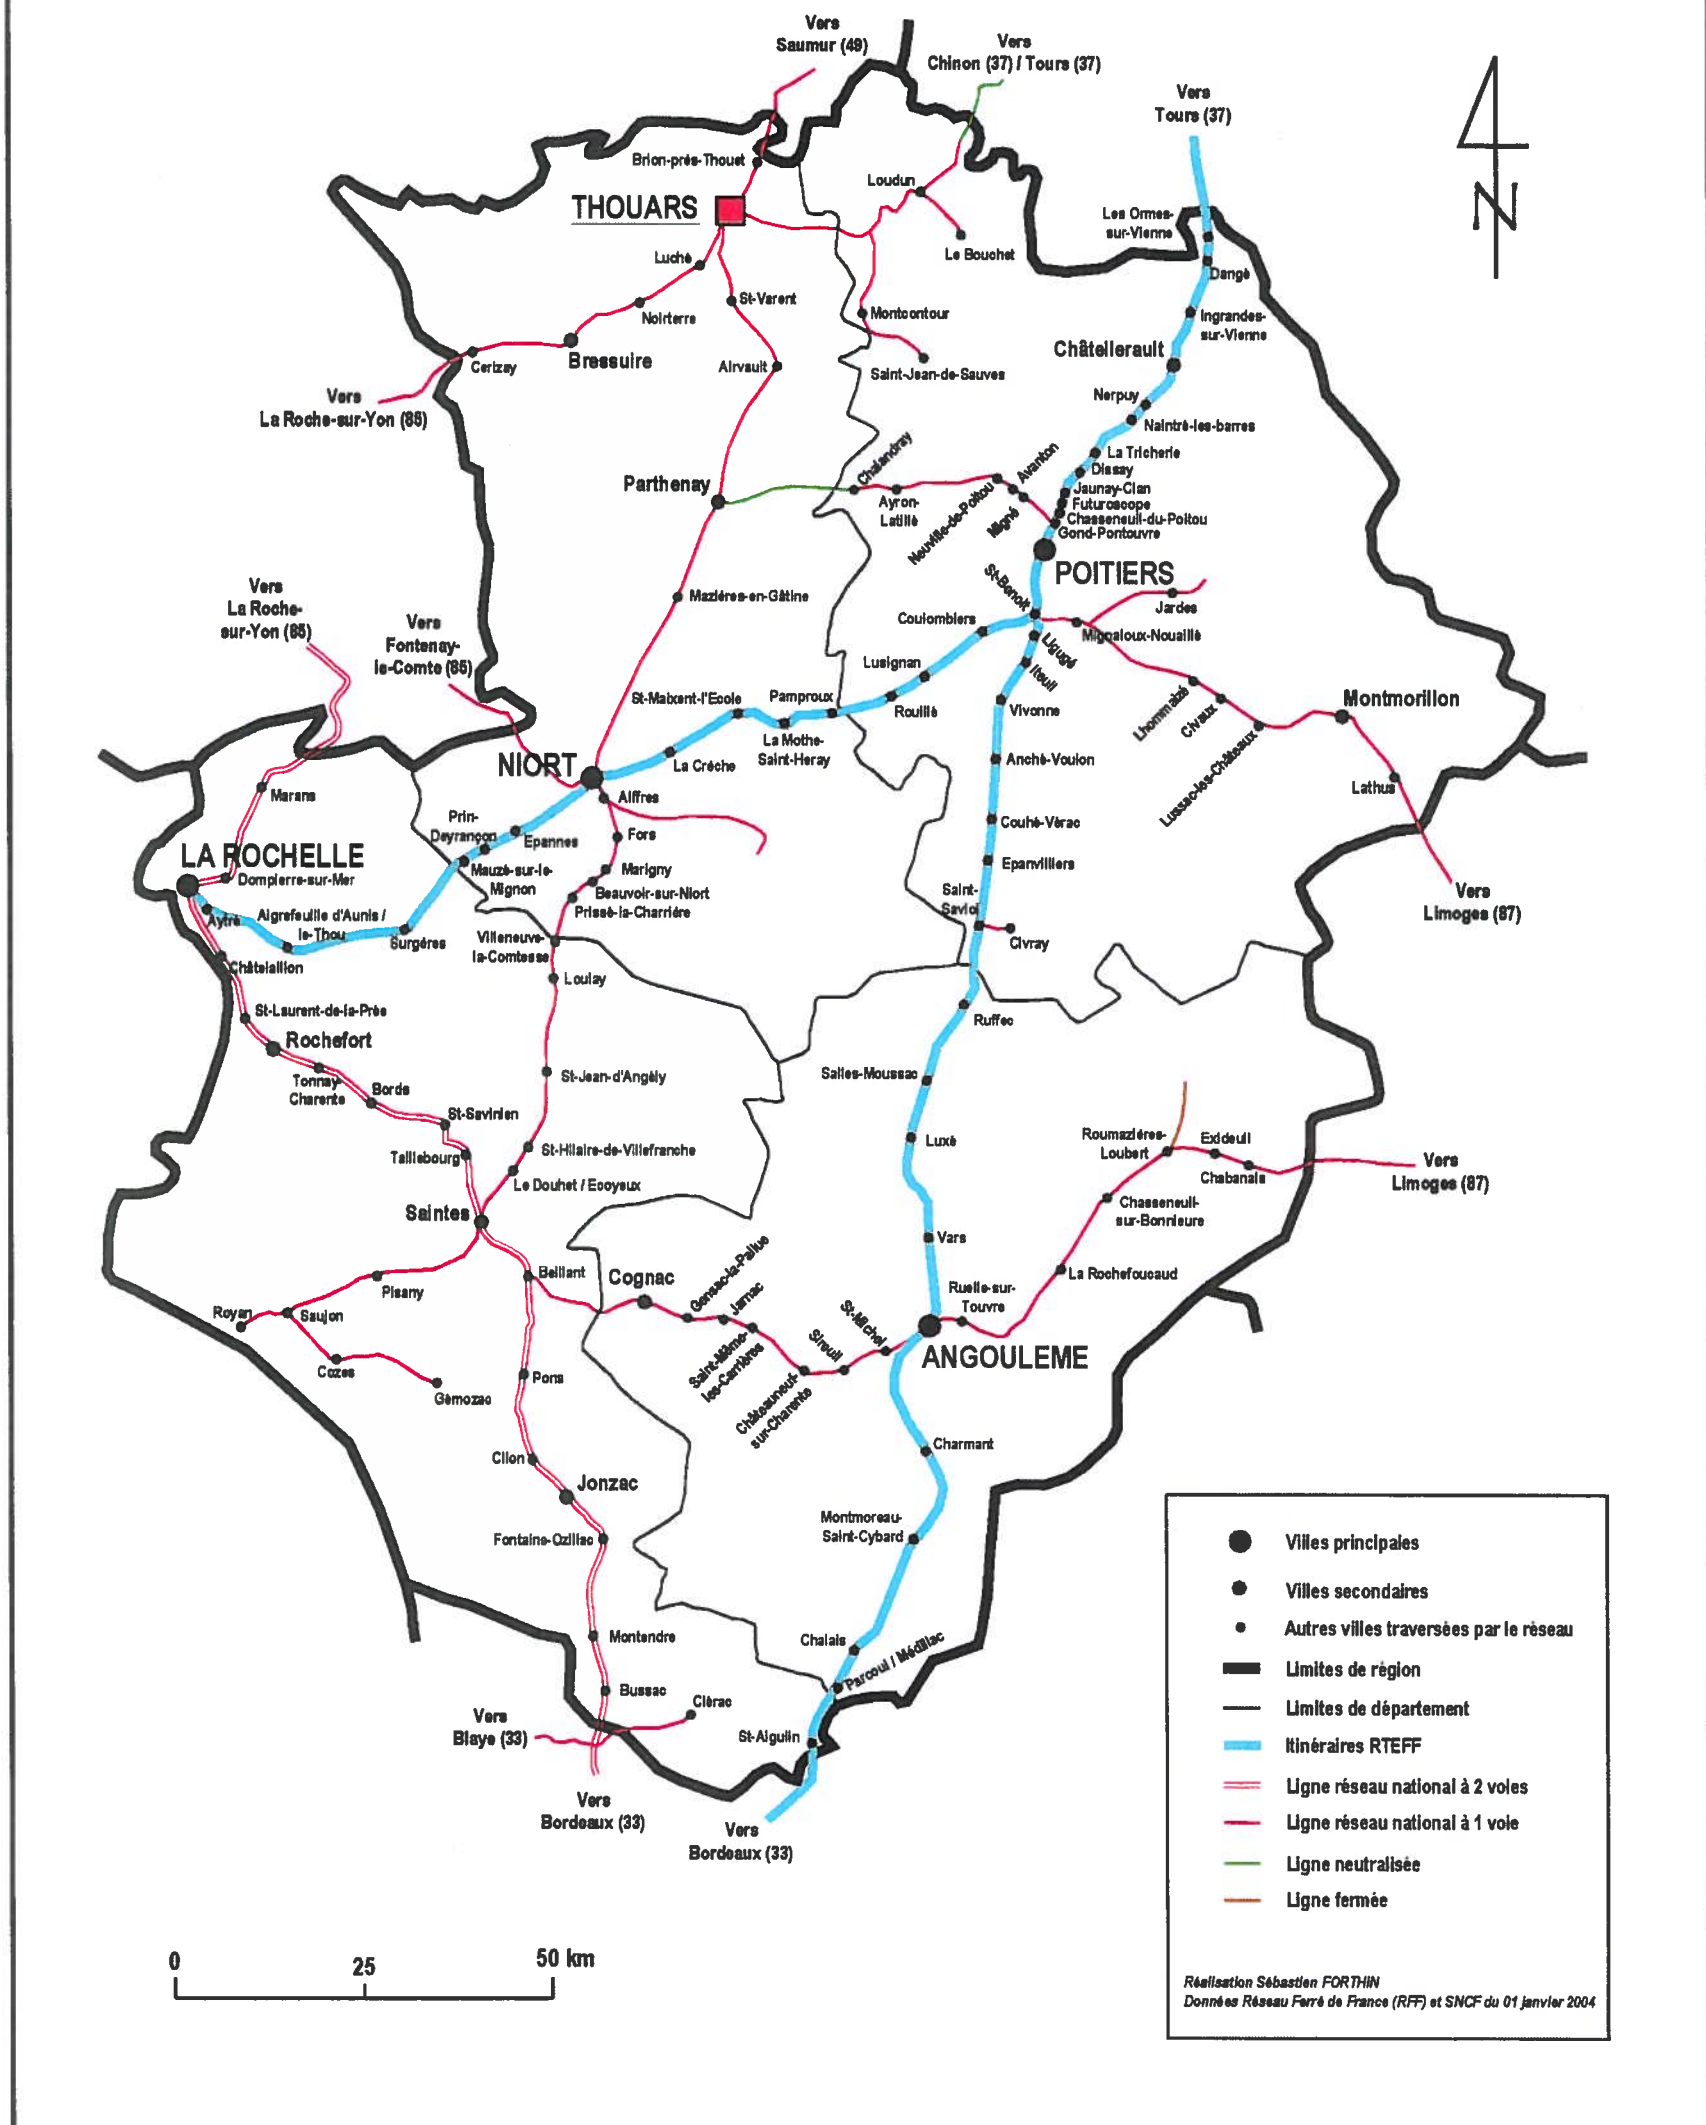 Vers
Saumur (49)
Vers
Chinon (37) / Tours (37)
Vers
Tours (37)
N
Brion-près-Thouet
THOUARS
Loudun
Le Bouchet
Les Ormes-
sur-Vienne
Dangé
Luché
Noirterre
St-Varent
Montcontour
Ingrandes-
sur-Vienne
Cerizay
Bressuire
Airvault
Saint-Jean-de-Sauves
Châtellerault
Vers
La Roche-sur-Yon (85)
Nerpuy
Naintré-les-barres
La Tricherie
Dissay
Jaunay-Clan
Futuroscope
Chasseneuil-du-Poitou
Gond-Pontouvre
Parthenay
Chalandray
Ayron-
Latillé
Neuville-de-Poitou
Avanton
Migné
POITIERS
Vers
La Roche-
sur-Yon (85)
Vers
Fontenay-
le-Comte (85)
Mazières-en-Gâtine
St-Benoit
Jardes
Mignaloux-Nouaillé
Coulombiers
Ligugé
Iteuil
Lusignan
Rouillé
Vivonne
Lhommaizé
Civaux
Lussac-les-Châteaux
Montmorillon
Lathus
St-Maixent-l'Ecole
Pamproux
La Mothe-
Saint-Heray
La Crèche
NIORT
Aiffres
Anché-Voulon
Marans
Prin-
Deyrançon
Epannes
Fors
Couhé-Vérac
LA ROCHELLE
Dompierre-sur-Mer
Mauzé-sur-le-
Mignon
Marigny
Beauvoir-sur-Niort
Prissé-la-Charrière
Epanvilliers
Saint-
Saviol
Civray
Vers
Limoges (87)
Aytré
Aigrefeuille d'Aunis /
le-Thou
Surgères
Villeneuve-
la-Comtesse
Châtelaillon
Loulay
St-Laurent-de-la-Prée
Ruffec
Rochefort
Tonnay-
Charente
Bords
St-Jean-d'Angély
Salles-Moussac
St-Savinien
Taillebourg
St-Hilaire-de-Villefranche
Luxé
Roumazières-
Loubert
Exideuil
Chabanais
Vers
Limoges (87)
Le Douhet / Ecoyeux
Saintes
Chasseneuil-
sur-Bonnieure
Vars
Beillant
Cognac
Gensac-la-Pallue
Jarnac
La Rochefoucaud
Pisany
Royan
Saujon
Ruelle-sur-
Touvre
Saint-Même-
les-Carrières
Sireuil
St-Michel
ANGOULEME
Cozes
Gémozac
Pons
Châteauneuf-
sur-Charente
Clion
Charmant
Jonzac
Fontaine-Ozillac
Montmoreau-
Saint-Cybard
Montendre
Chalais
Parcoul / Médillac
Bussac
Clérac
Vers
Blaye (33)
St-Aigulin
Vers
Bordeaux (33)
Vers
Bordeaux (33)
Villes principales
Villes secondaires
Autres villes traversées par le réseau
Limites de région
Limites de département
Itinéraires RTEFF
Ligne réseau national à 2 voies
Ligne réseau national à 1 voie
Ligne neutralisée
Ligne fermée
0
25
50 km
Réalisation Sébastien FORTHIN
Données Réseau Ferré de France (RFF) et SNCF du 01 janvier 2004